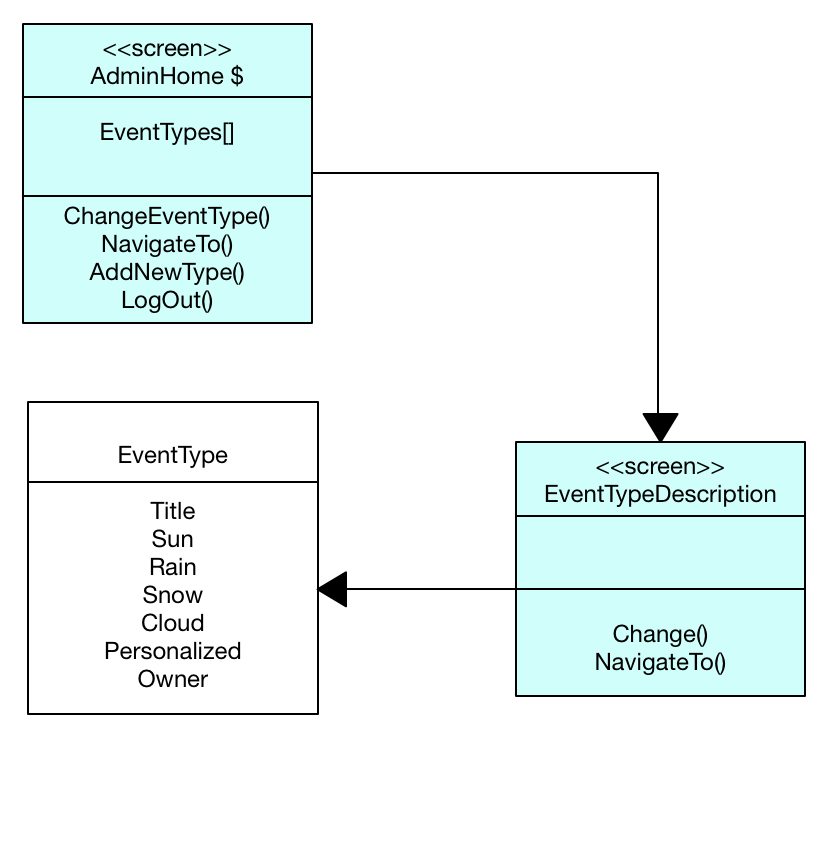 <<screen>>
AdminHome $
EventTypes[]
ChangeEventType()
NavigateTo()
AddNewType()
LogOut()
EventType
Title
Sun
Rain
Snow
Cloud
Personalized
Owner
<<screen>>
EventTypeDescription
Change()
NavigateTo()